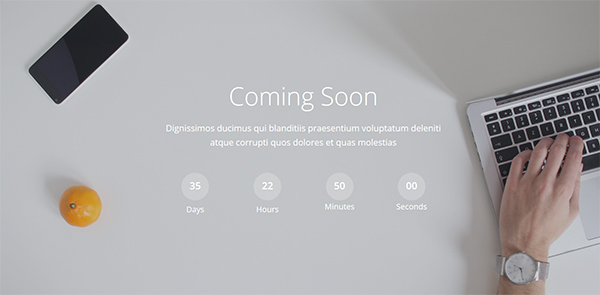 Coming Soon
Dignissimos ducimus qui blanditiis praesentium voluptatum deleniti
atque corrupti quos dolores et quas molestias
35 22 50 00
Days Hours Minutes Seconds